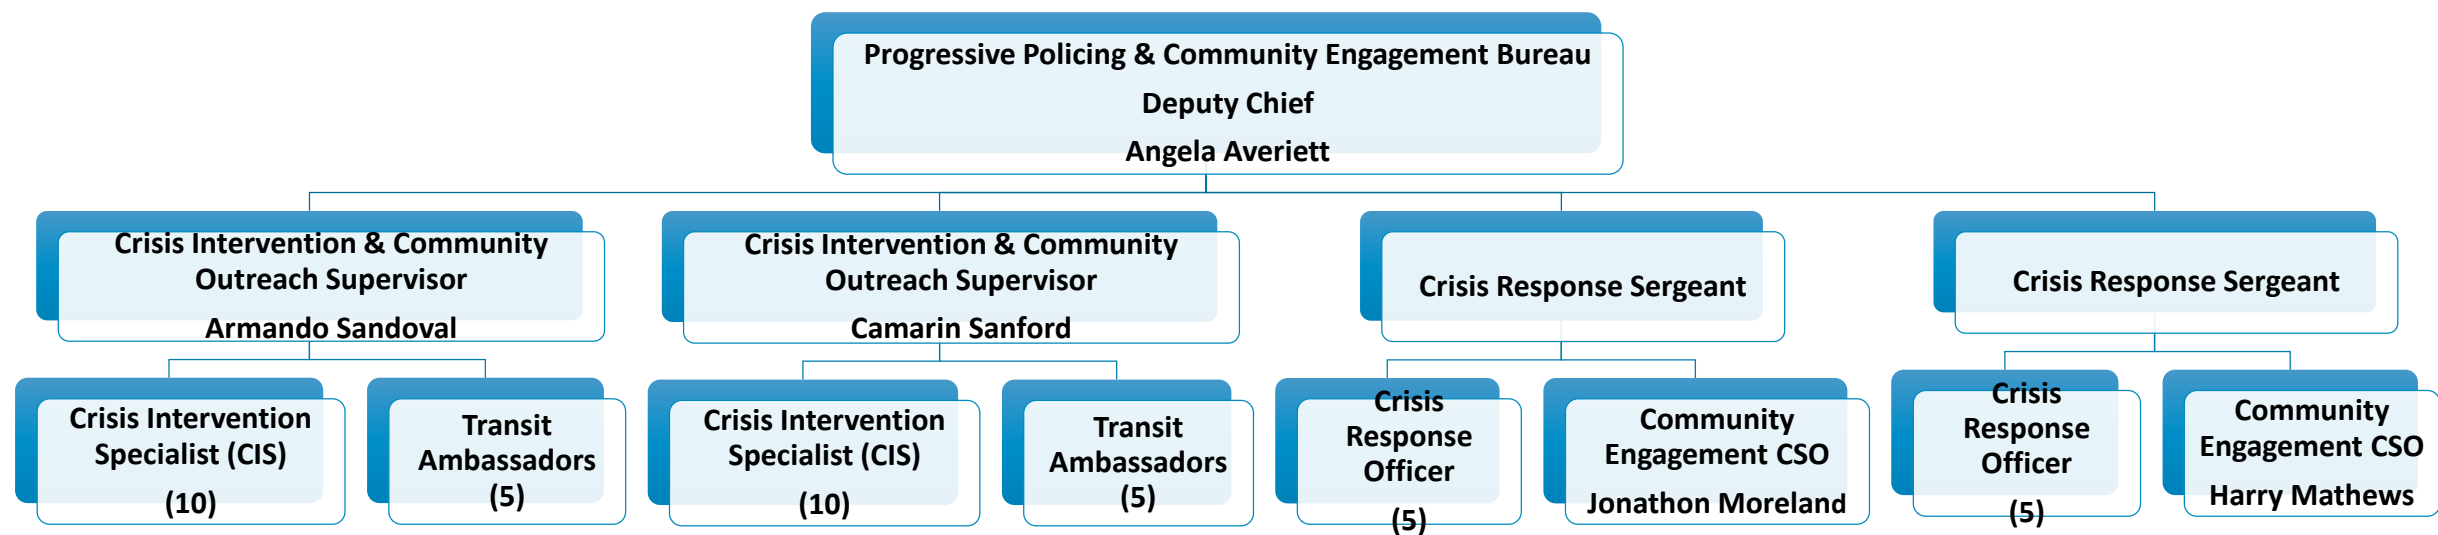 Progressive Policing & Community Engagement Bureau
Deputy Chief
Angela Averiett
Crisis Intervention & Community
Outreach Supervisor
Armando Sandoval
Crisis Intervention & Community
Outreach Supervisor
Camarin Sanford
Crisis Response Sergeant
Crisis Response Sergeant
Crisis Intervention
Specialist (CIS)
(10)
Transit
Ambassadors
(5)
Crisis Intervention
Specialist (CIS)
(10)
Transit
Ambassadors
(5)
Crisis
Response
Officer
(5)
Community
Engagement CSO
Jonathon Moreland
Crisis
Response
Officer
(5)
Community
Engagement CSO
Harry Mathews